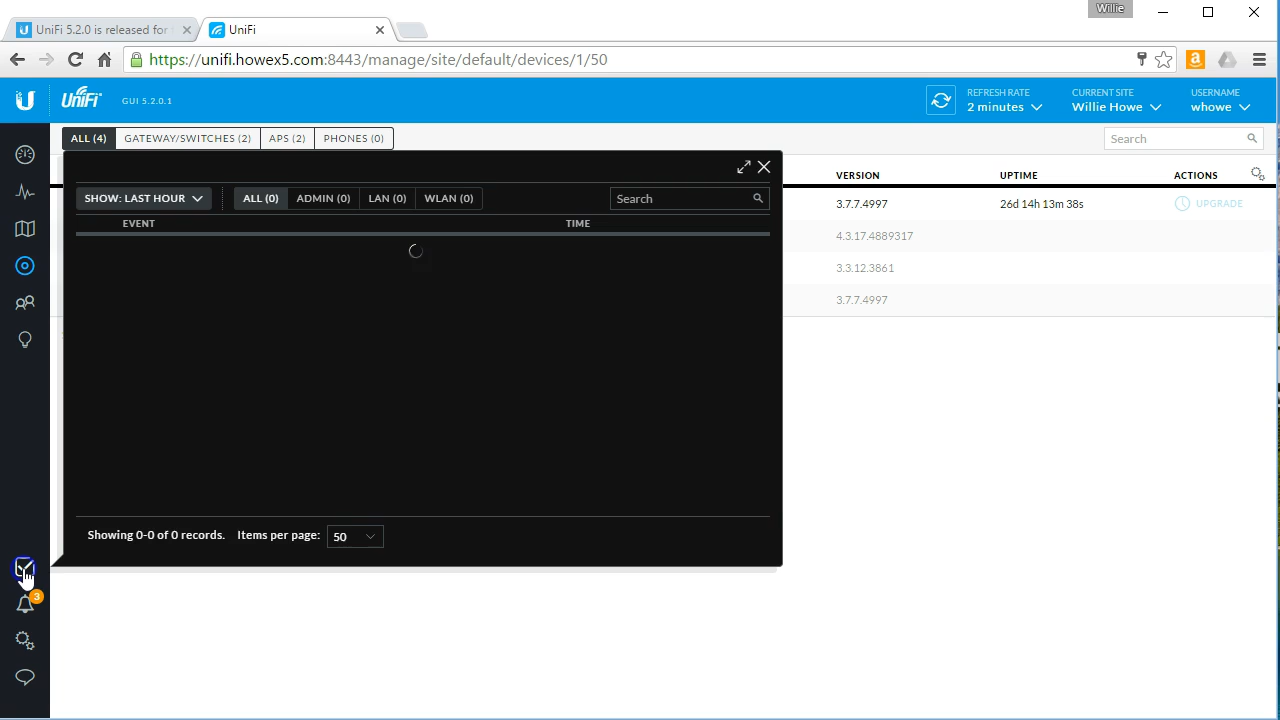 Willie
UniFi 5.2.0 is released for
UniFi
https://unifi.howex5.com:8443/manage/site/default/devices/1/50
UniFi
GUI 5.2.0.1
REFRESH RATE
2 minutes
CURRENT SITE
Willie Howe
USERNAME
whowe
ALL (4)
GATEWAY/SWITCHES (2)
APS (2)
PHONES (0)
Search
VERSION
UPTIME
ACTIONS
3.7.7.4997
26d 14h 13m 38s
UPGRADE
4.3.17.4889317
3.3.12.3861
3.7.7.4997
SHOW: LAST HOUR
ALL (0)
ADMIN (0)
LAN (0)
WLAN (0)
Search
EVENT
TIME
Showing 0-0 of 0 records.
Items per page:
50
3